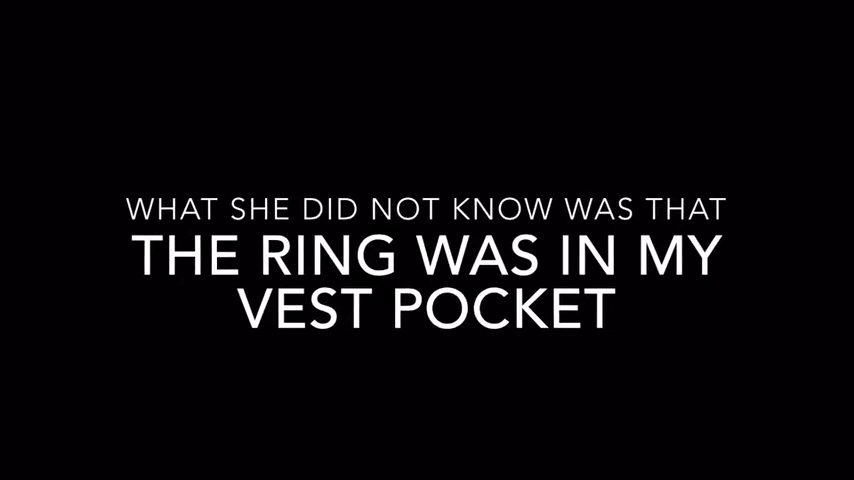 WHAT SHE DID NOT KNOW WAS THAT
THE RING WAS IN MY
VEST POCKET